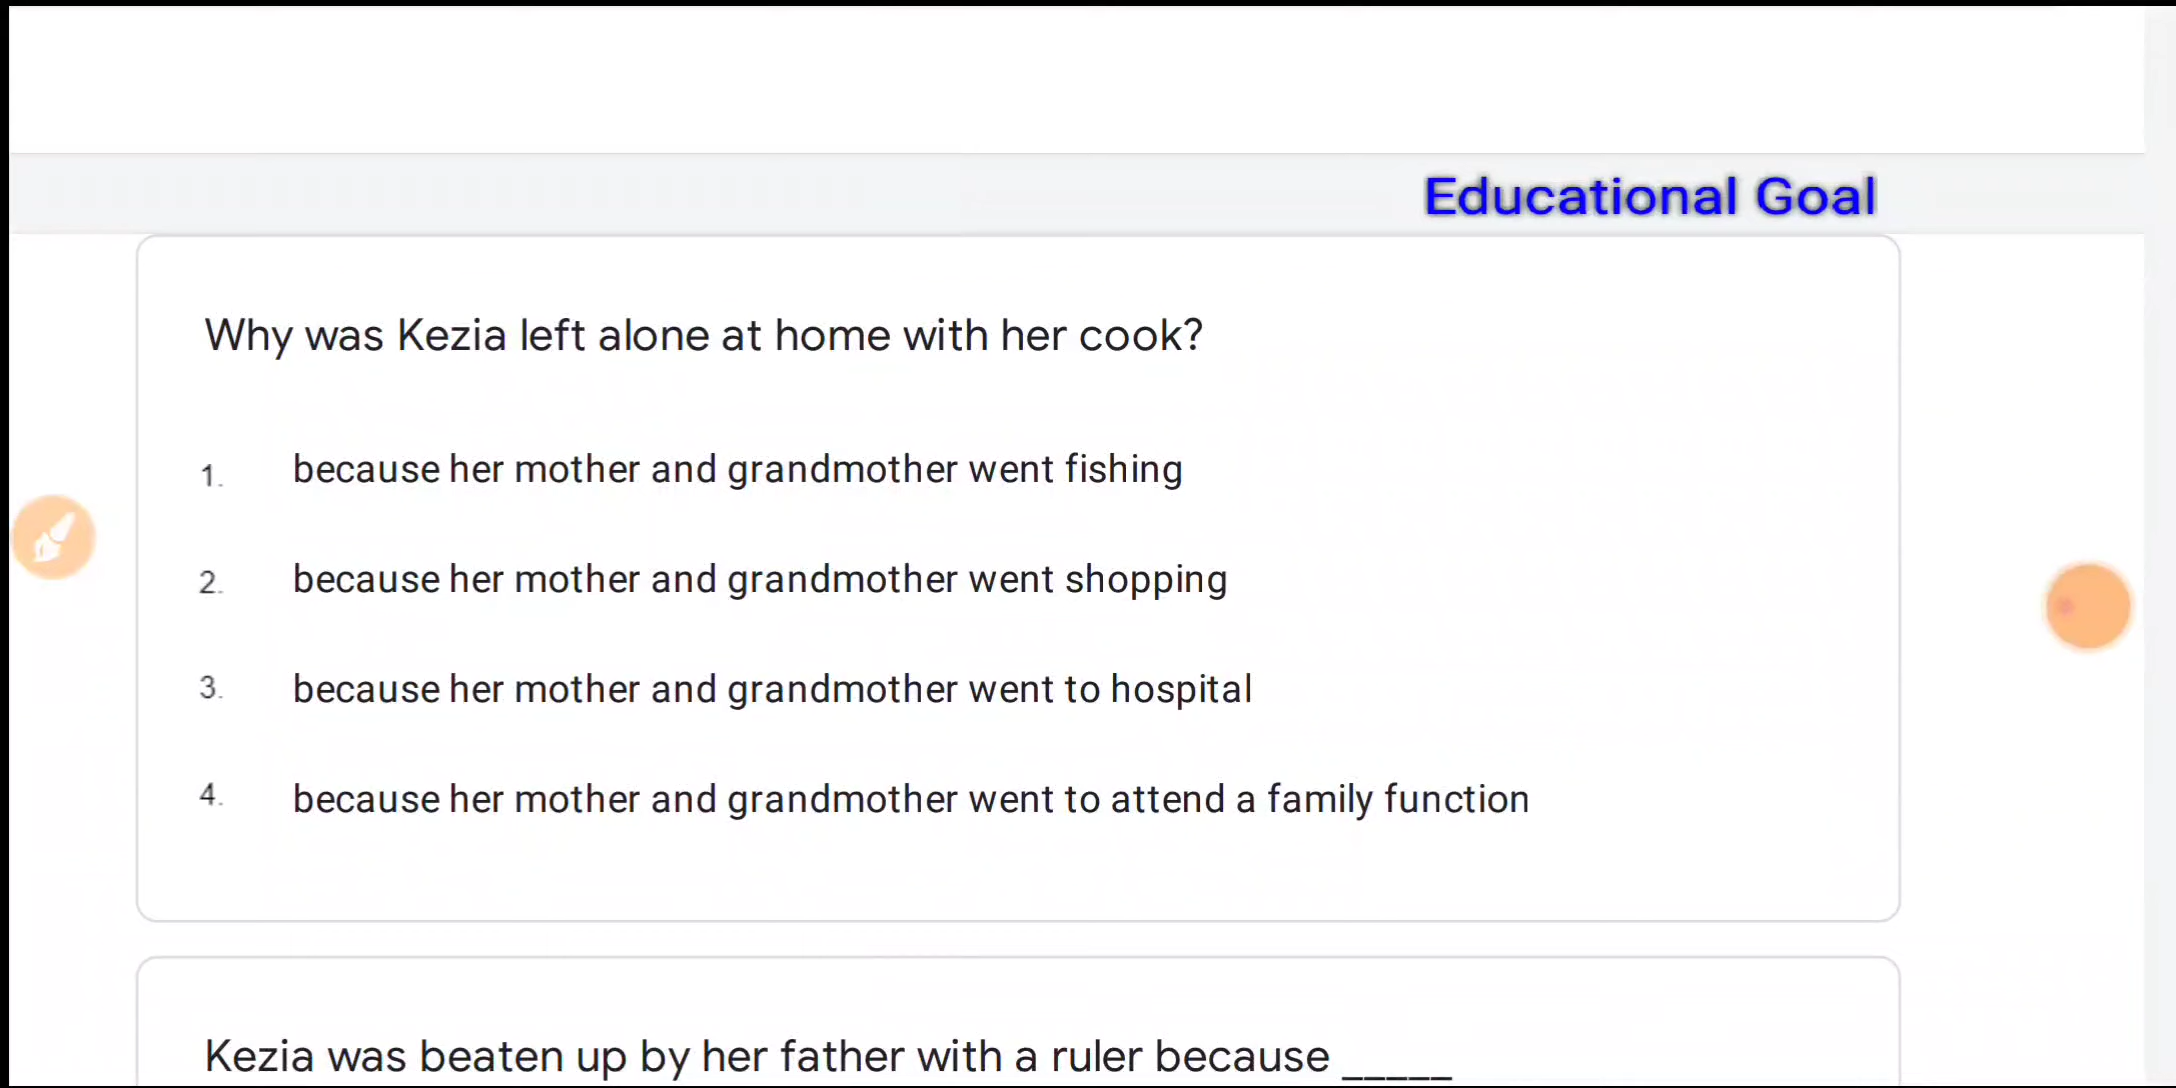 Educational Goal
Why was Kezia left alone at home with her cook?
1. because her mother and grandmother went fishing
2. because her mother and grandmother went shopping
3. because her mother and grandmother went to hospital
4. because her mother and grandmother went to attend a family function
Kezia was beaten up by her father with a ruler because _____